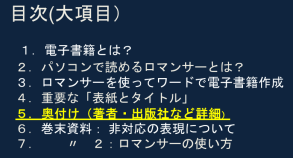 目次(大項目)
１．電子書籍とは？
２．パソコンで読めるロマンサーとは？
３．ロマンサーを使ってワードで電子書籍作成
４．重要な「表紙とタイトル」
５．奥付け（著者・出版社など詳細）
６．巻末資料：非対応の表現について
７．　　〃　２：ロマンサーの使い方